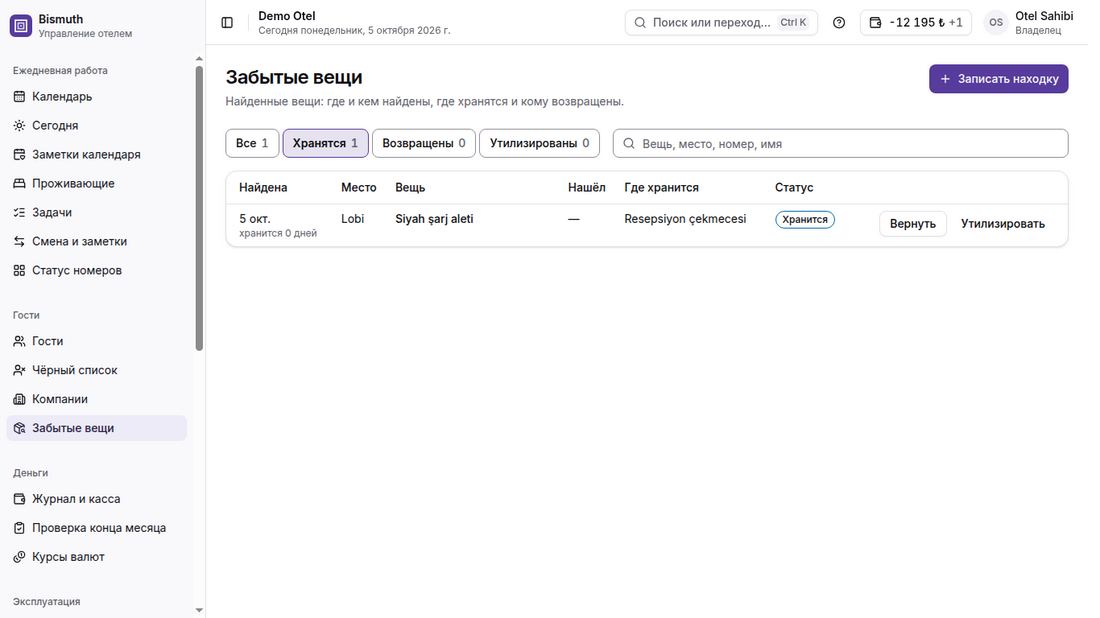 Bismuth
Управление отелем
Ежедневная работа
Календарь
Сегодня
Заметки календаря
Проживающие
Задачи
Смена и заметки
Статус номеров
Гости
Гости
Чёрный список
Компании
Забытые вещи
Деньги
Журнал и касса
Проверка конца месяца
Курсы валют
Эксплуатация
Demo Otel
Сегодня понедельник, 5 октября 2026 г.
Поиск или переход… Ctrl K
-12 195 ₺ +1
OS
Otel Sahibi
Владелец
Забытые вещи
Найденные вещи: где и кем найдены, где хранятся и кому возвращены.
Записать находку
Все 1
Хранятся 1
Возвращены 0
Утилизированы 0
Вещь, место, номер, имя
Найдена Место Вещь Нашёл Где хранится Статус
5 окт. Lobi Siyah şarj aleti — Resepsiyon çekmecesi Хранится Вернуть Утилизировать
хранится 0 дней